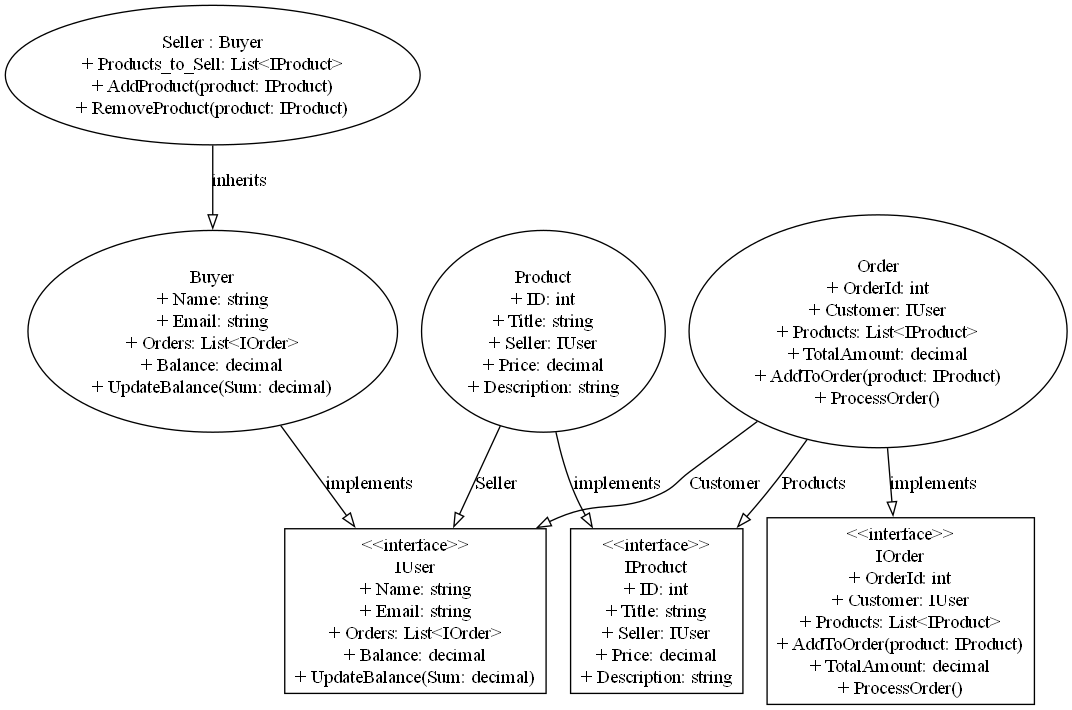 Seller : Buyer
+ Products_to_Sell: List<IProduct>
+ AddProduct(product: IProduct)
+ RemoveProduct(product: IProduct)
inherits
Buyer
+ Name: string
+ Email: string
+ Orders: List<IOrder>
+ Balance: decimal
+ UpdateBalance(Sum: decimal)
Product
+ ID: int
+ Title: string
+ Seller: IUser
+ Price: decimal
+ Description: string
Order
+ OrderId: int
+ Customer: IUser
+ Products: List<IProduct>
+ TotalAmount: decimal
+ AddToOrder(product: IProduct)
+ ProcessOrder()
implements
Seller
implements
Customer
Products
implements
<<interface>>
IUser
+ Name: string
+ Email: string
+ Orders: List<IOrder>
+ Balance: decimal
+ UpdateBalance(Sum: decimal)
<<interface>>
IProduct
+ ID: int
+ Title: string
+ Seller: IUser
+ Price: decimal
+ Description: string
<<interface>>
IOrder
+ OrderId: int
+ Customer: IUser
+ Products: List<IProduct>
+ AddToOrder(product: IProduct)
+ TotalAmount: decimal
+ ProcessOrder()